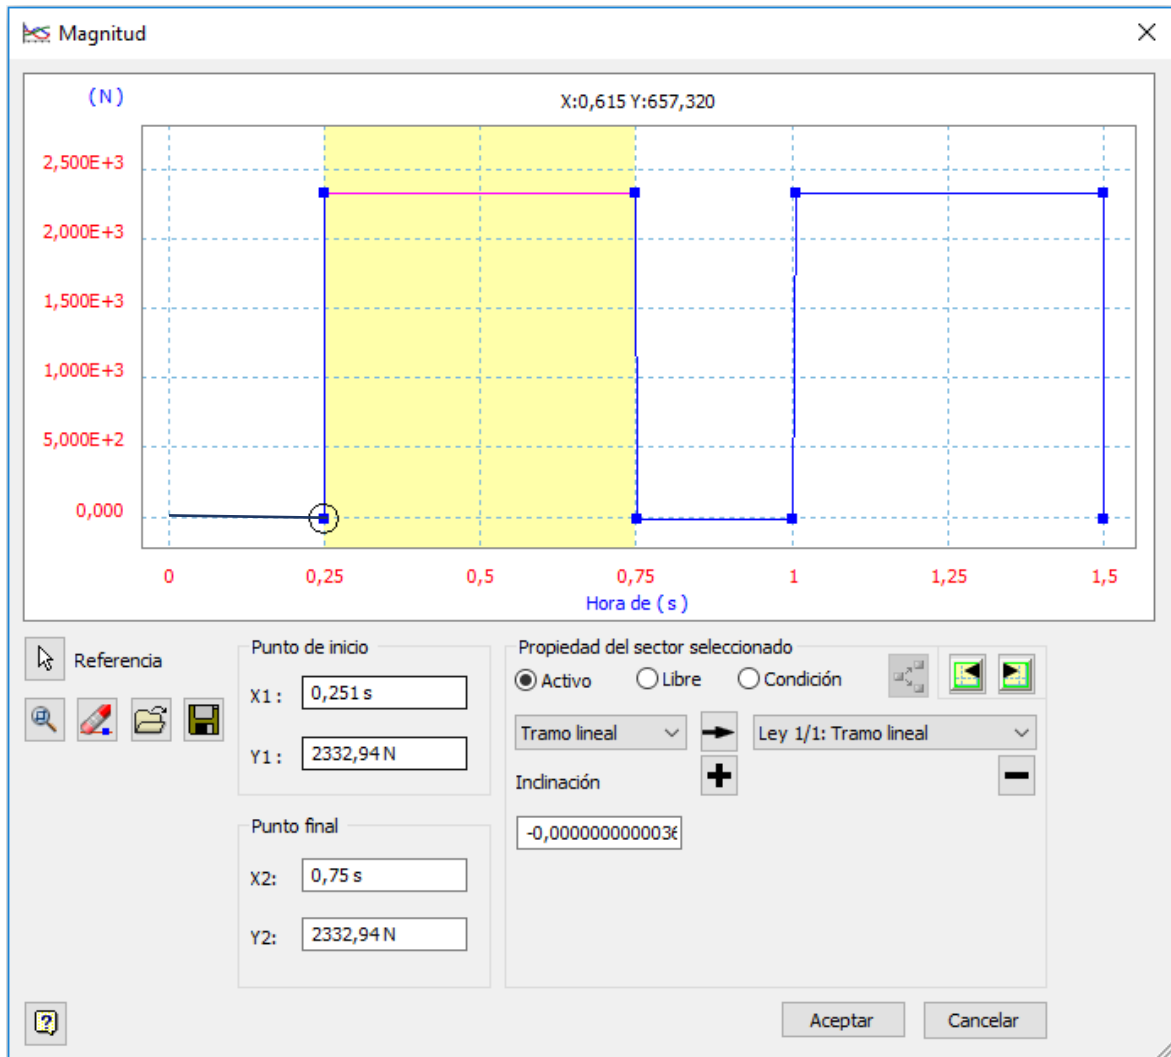 Magnitud
( N )
X:0,615 Y:657,320
2,500E+3
2,000E+3
1,500E+3
1,000E+3
5,000E+2
0,000
0 0,25 0,5 0,75 1 1,25 1,5
Hora de ( s )
Referencia
Punto de inicio
X1: 0,251 s
Y1: 2332,94 N
Punto final
X2: 0,75 s
Y2: 2332,94 N
Propiedad del sector seleccionado
Activo Libre Condición
Tramo lineal Ley 1/1: Tramo lineal
Inclinación
-0,000000000003
Aceptar Cancelar